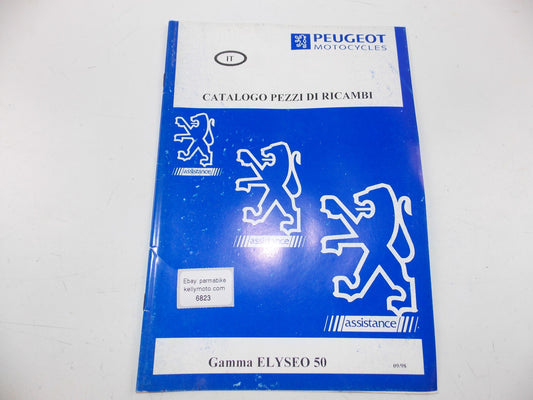 PEUGEOT
MOTOCYCLES
IT
CATALOGO PEZZI DI RICAMBI
assistance
assistance
assistance
Ebay parmabike
kellymoto.com
6823
Gamma ELYSEO 50
09/98